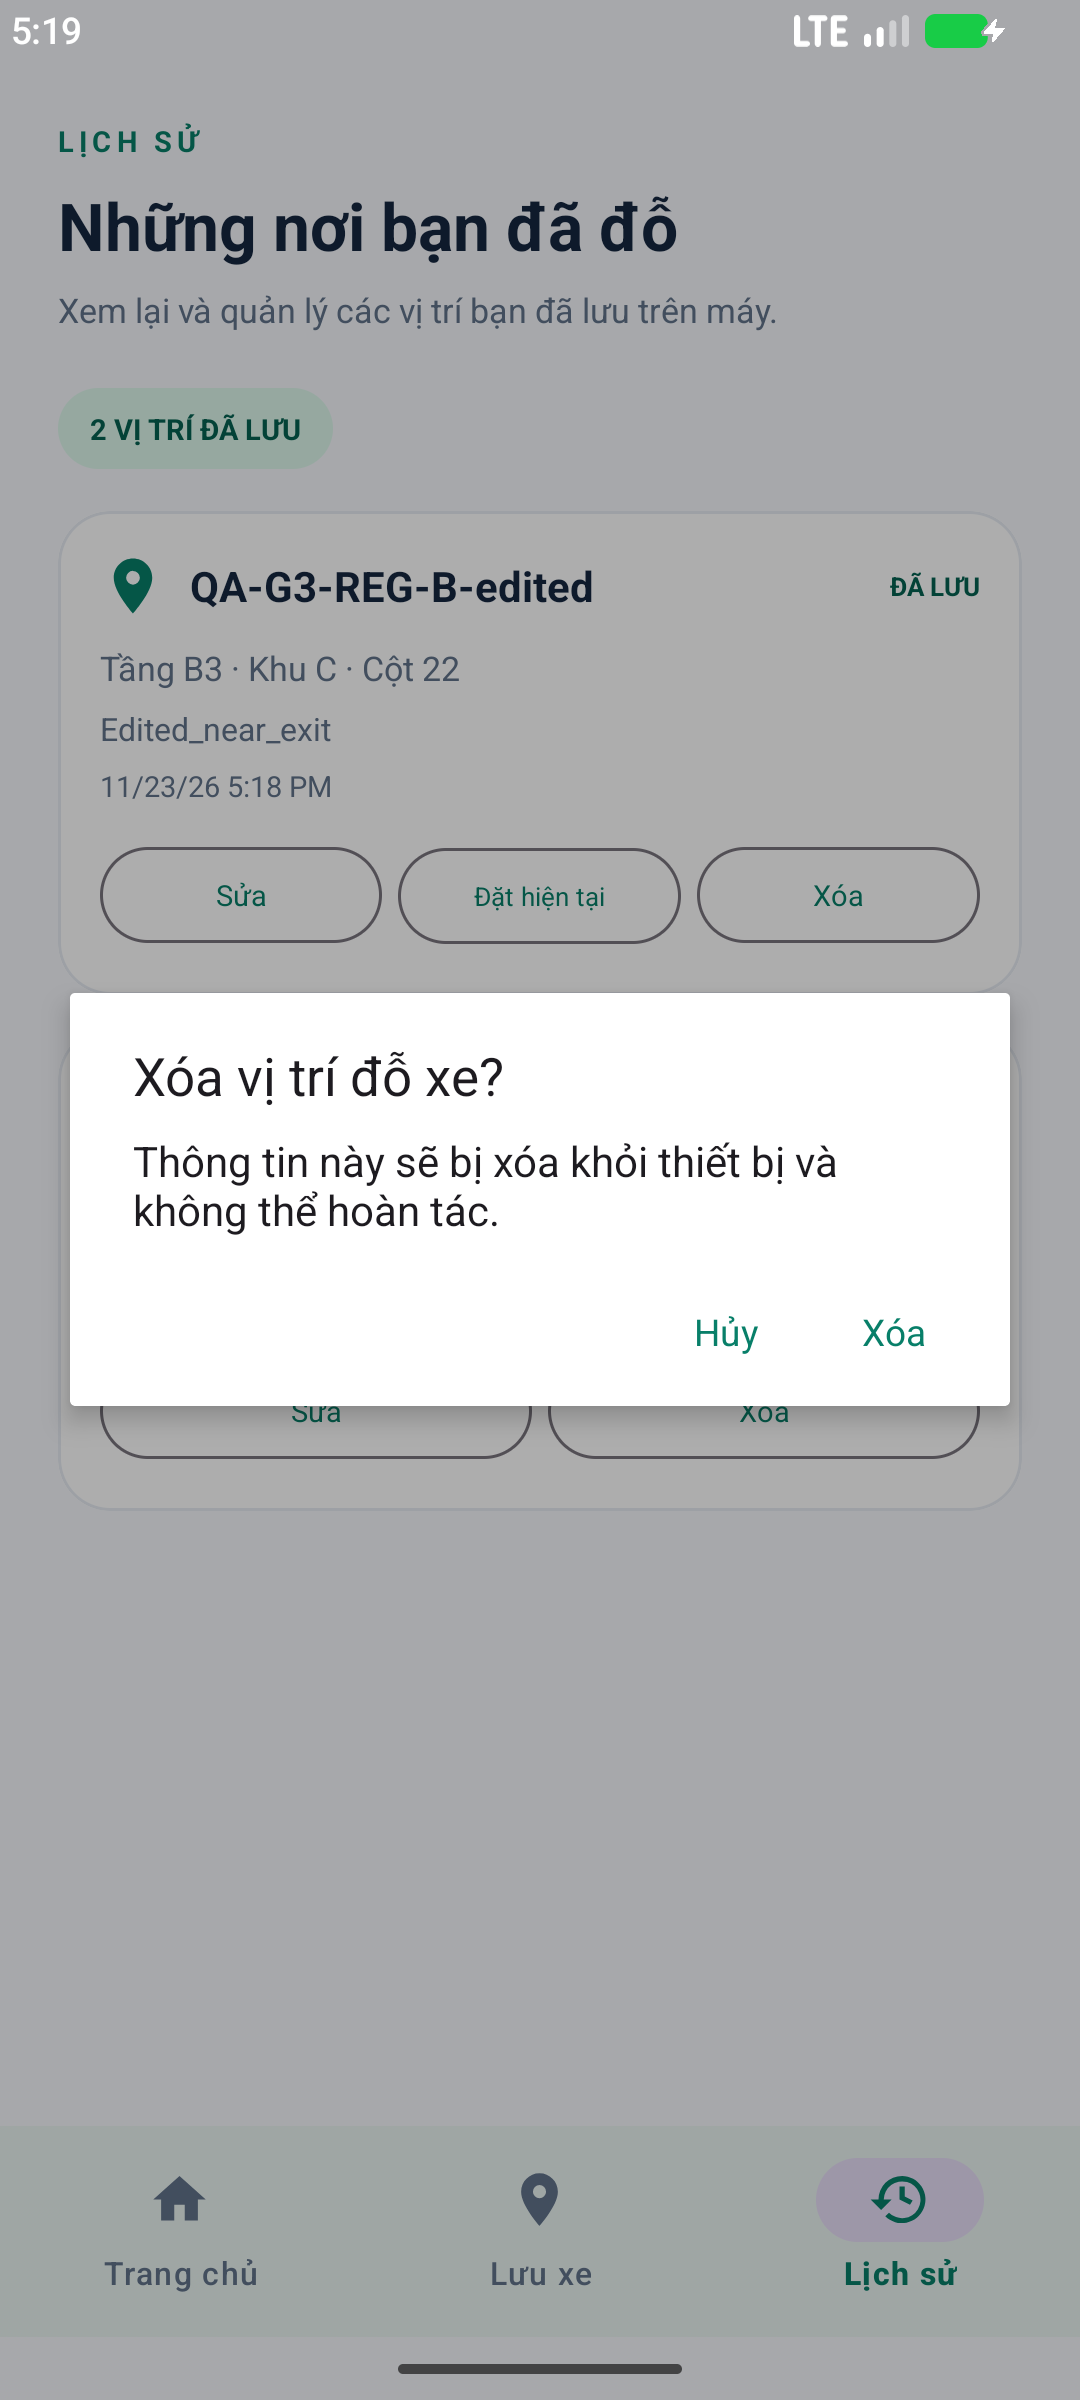 5:19
LTE
LỊCH SỬ
Những nơi bạn đã đỗ
Xem lại và quản lý các vị trí bạn đã lưu trên máy.
2 VỊ TRÍ ĐÃ LƯU
QA-G3-REG-B-edited
ĐÃ LƯU
Tầng B3 · Khu C · Cột 22
Edited_near_exit
11/23/26 5:18 PM
Sửa
Đặt hiện tại
Xóa
Xóa vị trí đỗ xe?
Thông tin này sẽ bị xóa khỏi thiết bị và
không thể hoàn tác.
Hủy
Xóa
Sửa
Xóa
Trang chủ
Lưu xe
Lịch sử